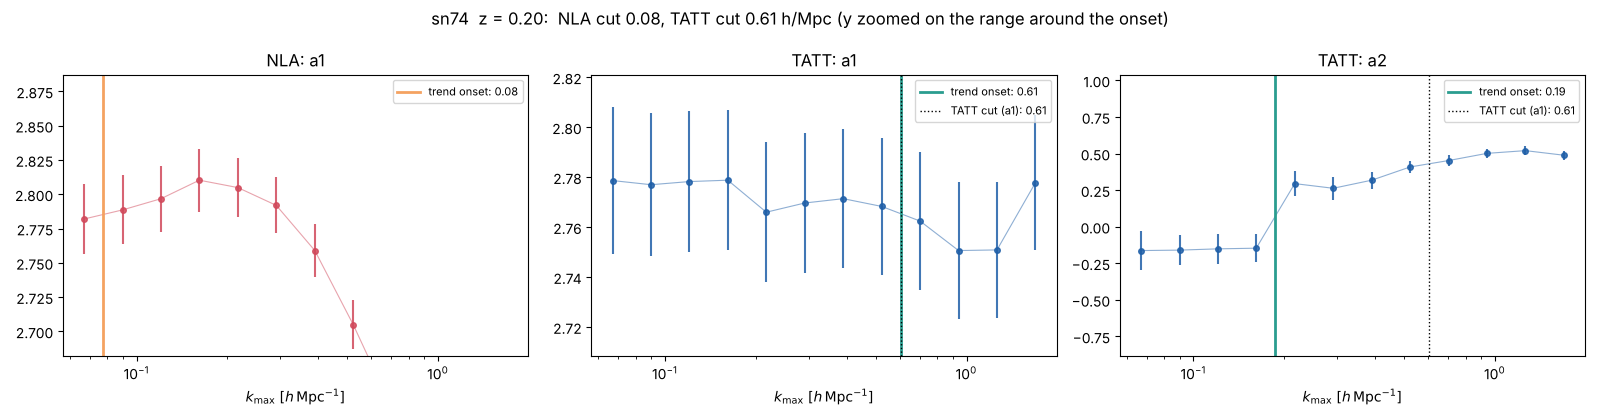 sn74  z = 0.20:  NLA cut 0.08, TATT cut 0.61 h/Mpc (y zoomed on the range around the onset)
NLA: a1
2.875
2.850
2.825
2.800
2.775
2.750
2.725
2.700
trend onset: 0.08
10⁻¹
10⁰
k_max [h Mpc⁻¹]
TATT: a1
2.82
2.80
2.78
2.76
2.74
2.72
trend onset: 0.61
TATT cut (a1): 0.61
10⁻¹
10⁰
k_max [h Mpc⁻¹]
TATT: a2
1.00
0.75
0.50
0.25
0.00
−0.25
−0.50
−0.75
trend onset: 0.19
TATT cut (a1): 0.61
10⁻¹
10⁰
k_max [h Mpc⁻¹]